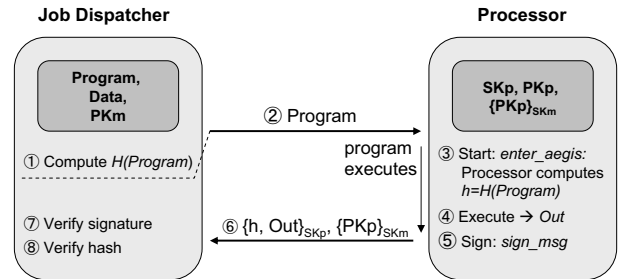 Job Dispatcher
Program,
Data,
PKm
① Compute H(Program)
② Program
program
executes
Processor
SKp, PKp,
{PKp}SKm
③ Start: enter_aegis:
Processor computes
h=H(Program)
④ Execute → Out
⑤ Sign: sign_msg
⑥ {h, Out}SKp, {PKp}SKm
⑦ Verify signature
⑧ Verify hash